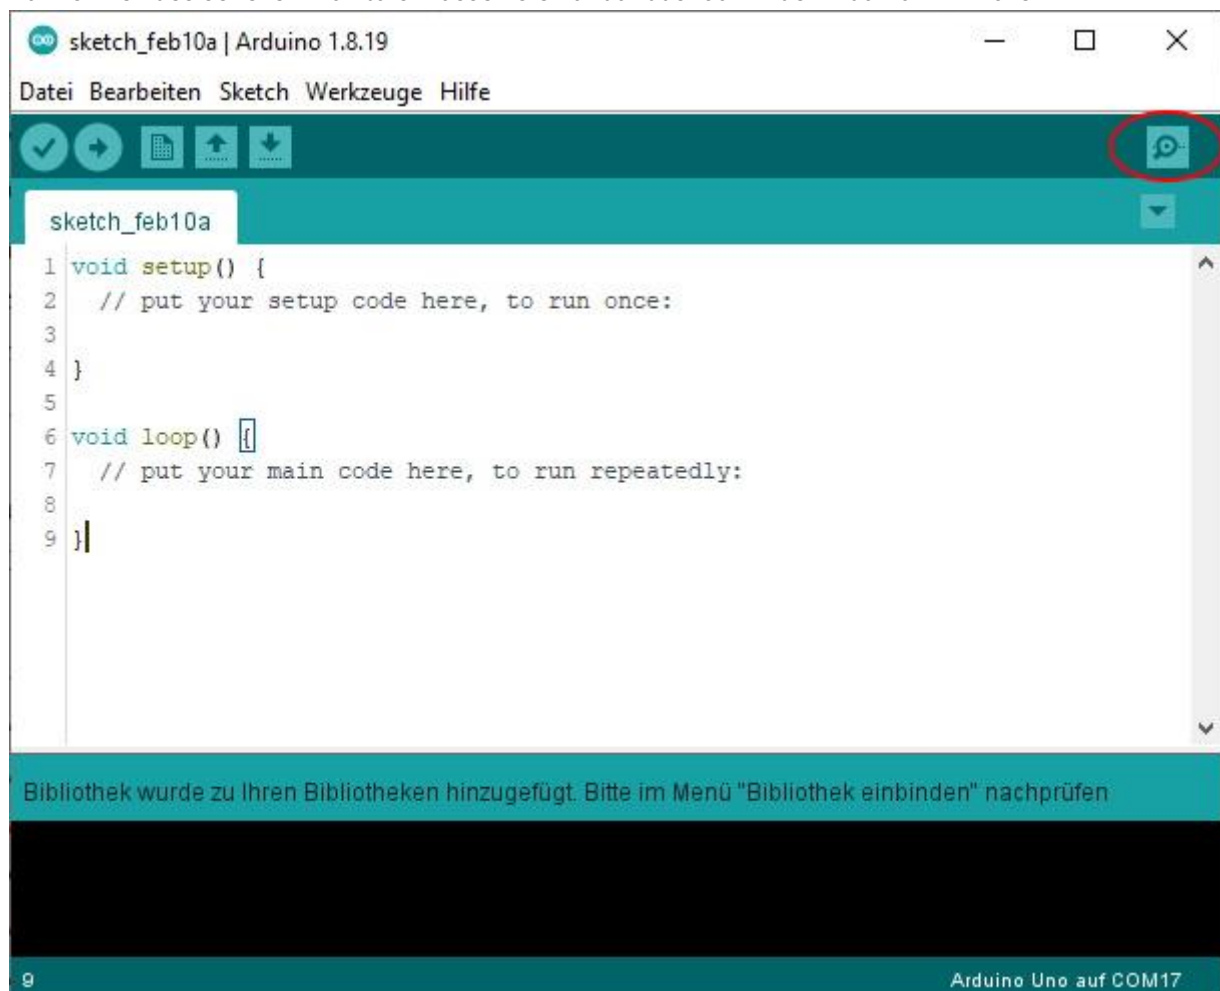 sketch_feb10a | Arduino 1.8.19
Datei Bearbeiten Sketch Werkzeuge Hilfe
sketch_feb10a
1 void setup() {
2 // put your setup code here, to run once:
3
4 }
5
6 void loop() {
7 // put your main code here, to run repeatedly:
8
9 }
Bibliothek wurde zu Ihren Bibliotheken hinzugefügt. Bitte im Menü "Bibliothek einbinden" nachprüfen
9 Arduino Uno auf COM17